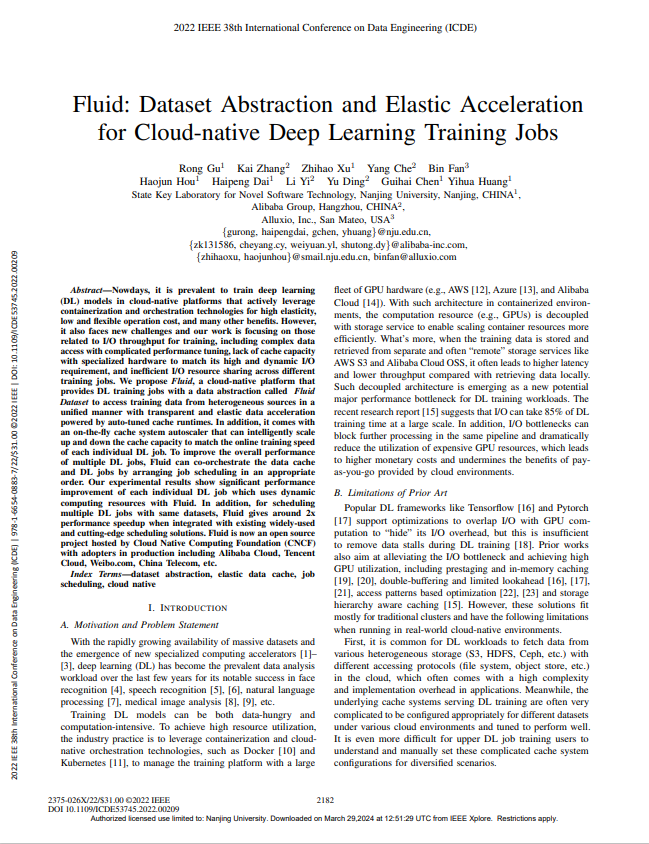 2022 IEEE 38th International Conference on Data Engineering (ICDE)
Fluid: Dataset Abstraction and Elastic Acceleration
for Cloud-native Deep Learning Training Jobs
Rong Gu1 Kai Zhang2 Zhihao Xu1 Yang Che2 Bin Fan3
Haojun Hou1 Haipeng Dai1 Li Yi2 Yu Ding2 Guihai Chen1 Yihua Huang1
State Key Laboratory for Novel Software Technology, Nanjing University, Nanjing, CHINA1,
Alibaba Group, Hangzhou, CHINA2,
Alluxio, Inc., San Mateo, USA3
{gurong, haipengdai, gchen, yhuang}@nju.edu.cn,
{zk131586, cheyang.cy, weiyuan.yl, shutong.dy}@alibaba-inc.com,
{zhihaoxu, haojunhou}@smail.nju.edu.cn, binfan@alluxio.com
Abstract—Nowdays, it is prevalent to train deep learning
(DL) models in cloud-native platforms that actively leverage
containerization and orchestration technologies for high elasticity,
low and flexible operation cost, and many other benefits. However,
it also faces new challenges and our work is focusing on those
related to I/O throughput for training, including complex data
access with complicated performance tuning, lack of cache capacity
with specialized hardware to match its high and dynamic I/O
requirement, and inefficient I/O resource sharing across different
training jobs. We propose Fluid, a cloud-native platform that
provides DL training jobs with a data abstraction called Fluid
Dataset to access training data from heterogeneous sources in a
unified manner with transparent and elastic data acceleration
powered by auto-tuned cache runtimes. In addition, it comes with
an on-the-fly cache system autoscaler that can intelligently scale
up and down the cache capacity to match the online training speed
of each individual DL job. To improve the overall performance
of multiple DL jobs, Fluid can co-orchestrate the data cache
and DL jobs by arranging job scheduling in an appropriate
order. Our experimental results show significant performance
improvement of each individual DL job which uses dynamic
computing resources with Fluid. In addition, for scheduling
multiple DL jobs with same datasets, Fluid gives around 2x
performance speedup when integrated with existing widely-used
and cutting-edge scheduling solutions. Fluid is now an open source
project hosted by Cloud Native Computing Foundation (CNCF)
with adopters in production including Alibaba Cloud, Tencent
Cloud, Weibo.com, China Telecom, etc.
Index Terms—dataset abstraction, elastic data cache, job
scheduling, cloud native
I. INTRODUCTION
A. Motivation and Problem Statement
With the rapidly growing availability of massive datasets and
the emergence of new specialized computing accelerators [1]–
[3], deep learning (DL) has become the prevalent data analysis
workload over the last few years for its notable success in face
recognition [4], speech recognition [5], [6], natural language
processing [7], medical image analysis [8], [9], etc.
Training DL models can be both data-hungry and
computation-intensive. To achieve high resource utilization,
the industry practice is to leverage containerization and cloud-
native orchestration technologies, such as Docker [10] and
Kubernetes [11], to manage the training platform with a large
fleet of GPU hardware (e.g., AWS [12], Azure [13], and Alibaba
Cloud [14]). With such architecture in containerized environ-
ments, the computation resource (e.g., GPUs) is decoupled
with storage service to enable scaling container resources more
efficiently. What's more, when the training data is stored and
retrieved from separate and often "remote" storage services like
AWS S3 and Alibaba Cloud OSS, it often leads to higher latency
and lower throughput compared with retrieving data locally.
Such decoupled architecture is emerging as a new potential
major performance bottleneck for DL training workloads. The
recent research report [15] suggests that I/O can take 85% of DL
training time at a large scale. In addition, I/O bottlenecks can
block further processing in the same pipeline and dramatically
reduce the utilization of expensive GPU resources, which leads
to higher monetary costs and undermines the benefits of pay-
as-you-go provided by cloud environments.
B. Limitations of Prior Art
Popular DL frameworks like Tensorflow [16] and Pytorch
[17] support optimizations to overlap I/O with GPU com-
putation to "hide" its I/O overhead, but this is insufficient
to remove data stalls during DL training [18]. Prior works
also aim at alleviating the I/O bottleneck and achieving high
GPU utilization, including prestaging and in-memory caching
[19], [20], double-buffering and limited lookahead [16], [17],
[21], access patterns based optimization [22], [23] and storage
hierarchy aware caching [15]. However, these solutions fit
mostly for traditional clusters and have the following limitations
when running in real-world cloud-native environments.
First, it is common for DL workloads to fetch data from
various heterogeneous storage (S3, HDFS, Ceph, etc.) with
different accessing protocols (file system, object store, etc.)
in the cloud, which often comes with a high complexity
and implementation overhead in applications. Meanwhile, the
underlying cache systems serving DL training are often very
complicated to be configured appropriately for different datasets
under various cloud environments and tuned to perform well.
It is even more difficult for upper DL job training users to
understand and manually set these complicated cache system
configurations for diversified scenarios.
2022 IEEE 38th International Conference on Data Engineering (ICDE) | 978-1-6654-0883-7/22/$31.00 ©2022 IEEE | DOI: 10.1109/ICDE53745.2022.00209
2375-026X/22/$31.00 ©2022 IEEE
DOI 10.1109/ICDE53745.2022.00209
2182
Authorized licensed use limited to: Nanjing University. Downloaded on March 29,2024 at 12:51:29 UTC from IEEE Xplore. Restrictions apply.